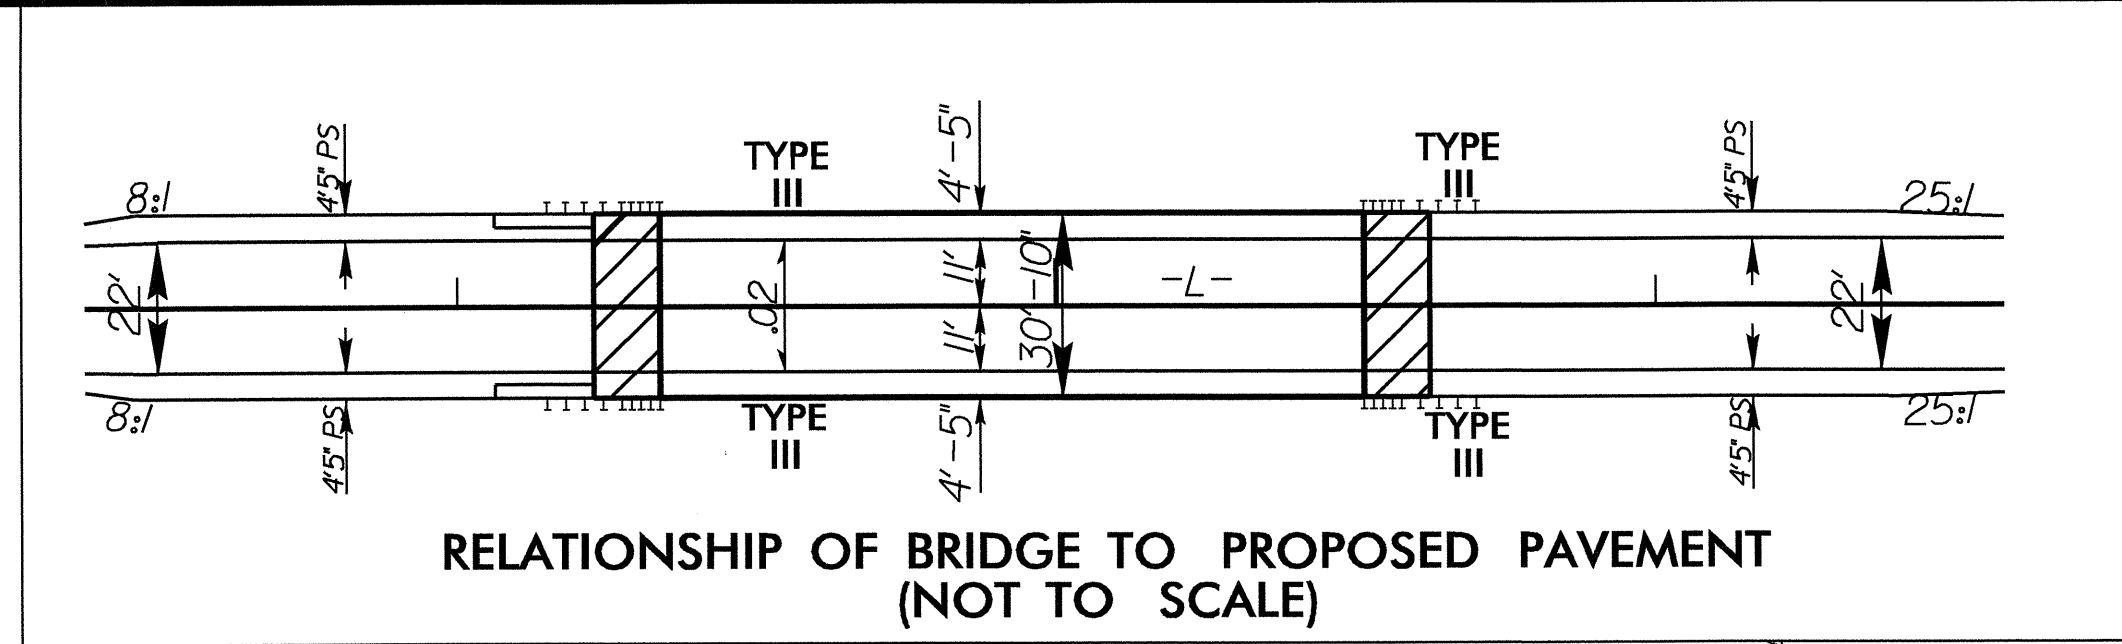 8:1
4'5" PS
TYPE
III
4'-5"
TYPE
III
4'5" PS
25:1
22'
.02
11'
11'
30'-10"
-L-
22'
8:1
4'5" PS
TYPE
III
4'-5"
TYPE
III
4'5" PS
25:1
RELATIONSHIP OF BRIDGE TO PROPOSED PAVEMENT
(NOT TO SCALE)